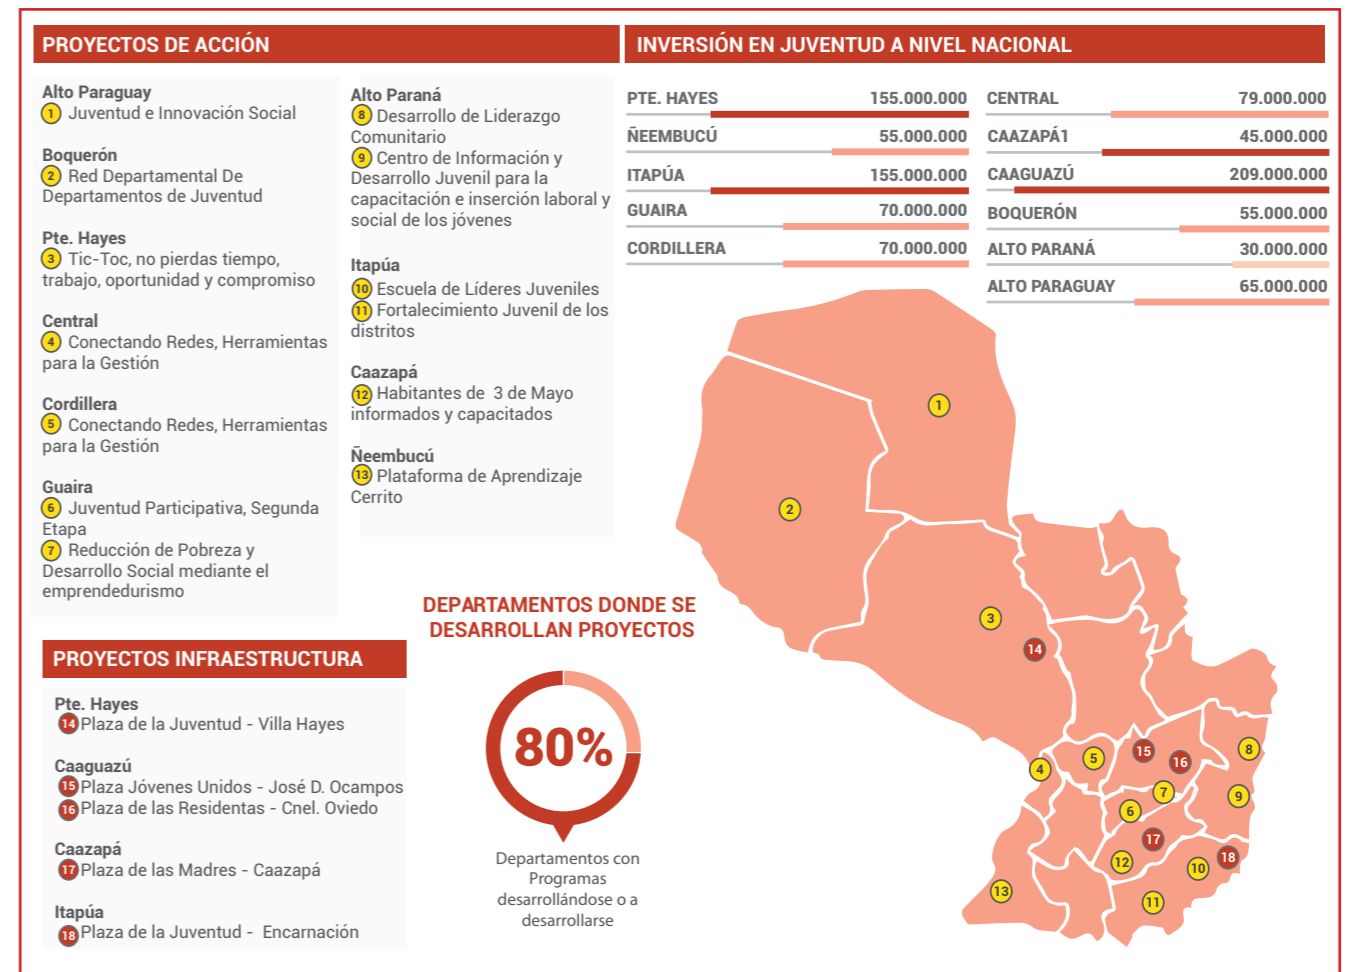 PROYECTOS DE ACCIÓN
Alto Paraguay
1 Juventud e Innovación Social
Boquerón
2 Red Departamental De
Departamentos de Juventud
Pte. Hayes
3 Tic-Toc, no pierdas tiempo,
trabajo, oportunidad y compromiso
Central
4 Conectando Redes, Herramientas
para la Gestión
Cordillera
5 Conectando Redes, Herramientas
para la Gestión
Guaira
6 Juventud Participativa, Segunda
Etapa
7 Reducción de Pobreza y
Desarrollo Social mediante el
emprendedurismo
Alto Paraná
8 Desarrollo de Liderazgo
Comunitario
9 Centro de Información y
Desarrollo Juvenil para la
capacitación e inserción laboral y
social de los jóvenes
Itapúa
10 Escuela de Líderes Juveniles
11 Fortalecimiento Juvenil de los
distritos
Caazapá
12 Habitantes de 3 de Mayo
informados y capacitados
Ñeembucú
13 Plataforma de Aprendizaje
Cerrito
INVERSIÓN EN JUVENTUD A NIVEL NACIONAL
PTE. HAYES 155.000.000
ÑEEMBUCÚ 55.000.000
ITAPÚA 155.000.000
GUAIRA 70.000.000
CORDILLERA 70.000.000
CENTRAL 79.000.000
CAAZAPÁ1 45.000.000
CAAGUAZÚ 209.000.000
BOQUERÓN 55.000.000
ALTO PARANÁ 30.000.000
ALTO PARAGUAY 65.000.000
PROYECTOS INFRAESTRUCTURA
Pte. Hayes
14 Plaza de la Juventud - Villa Hayes
Caaguazú
15 Plaza Jóvenes Unidos - José D. Ocampos
16 Plaza de las Residentas - Cnel. Oviedo
Caazapá
17 Plaza de las Madres - Caazapá
Itapúa
18 Plaza de la Juventud - Encarnación
DEPARTAMENTOS DONDE SE
DESARROLLAN PROYECTOS
80%
Departamentos con
Programas
desarrollándose o a
desarrollarse
1
2
3
14
4
5
15
16
8
7
9
6
17
12
18
10
13
11